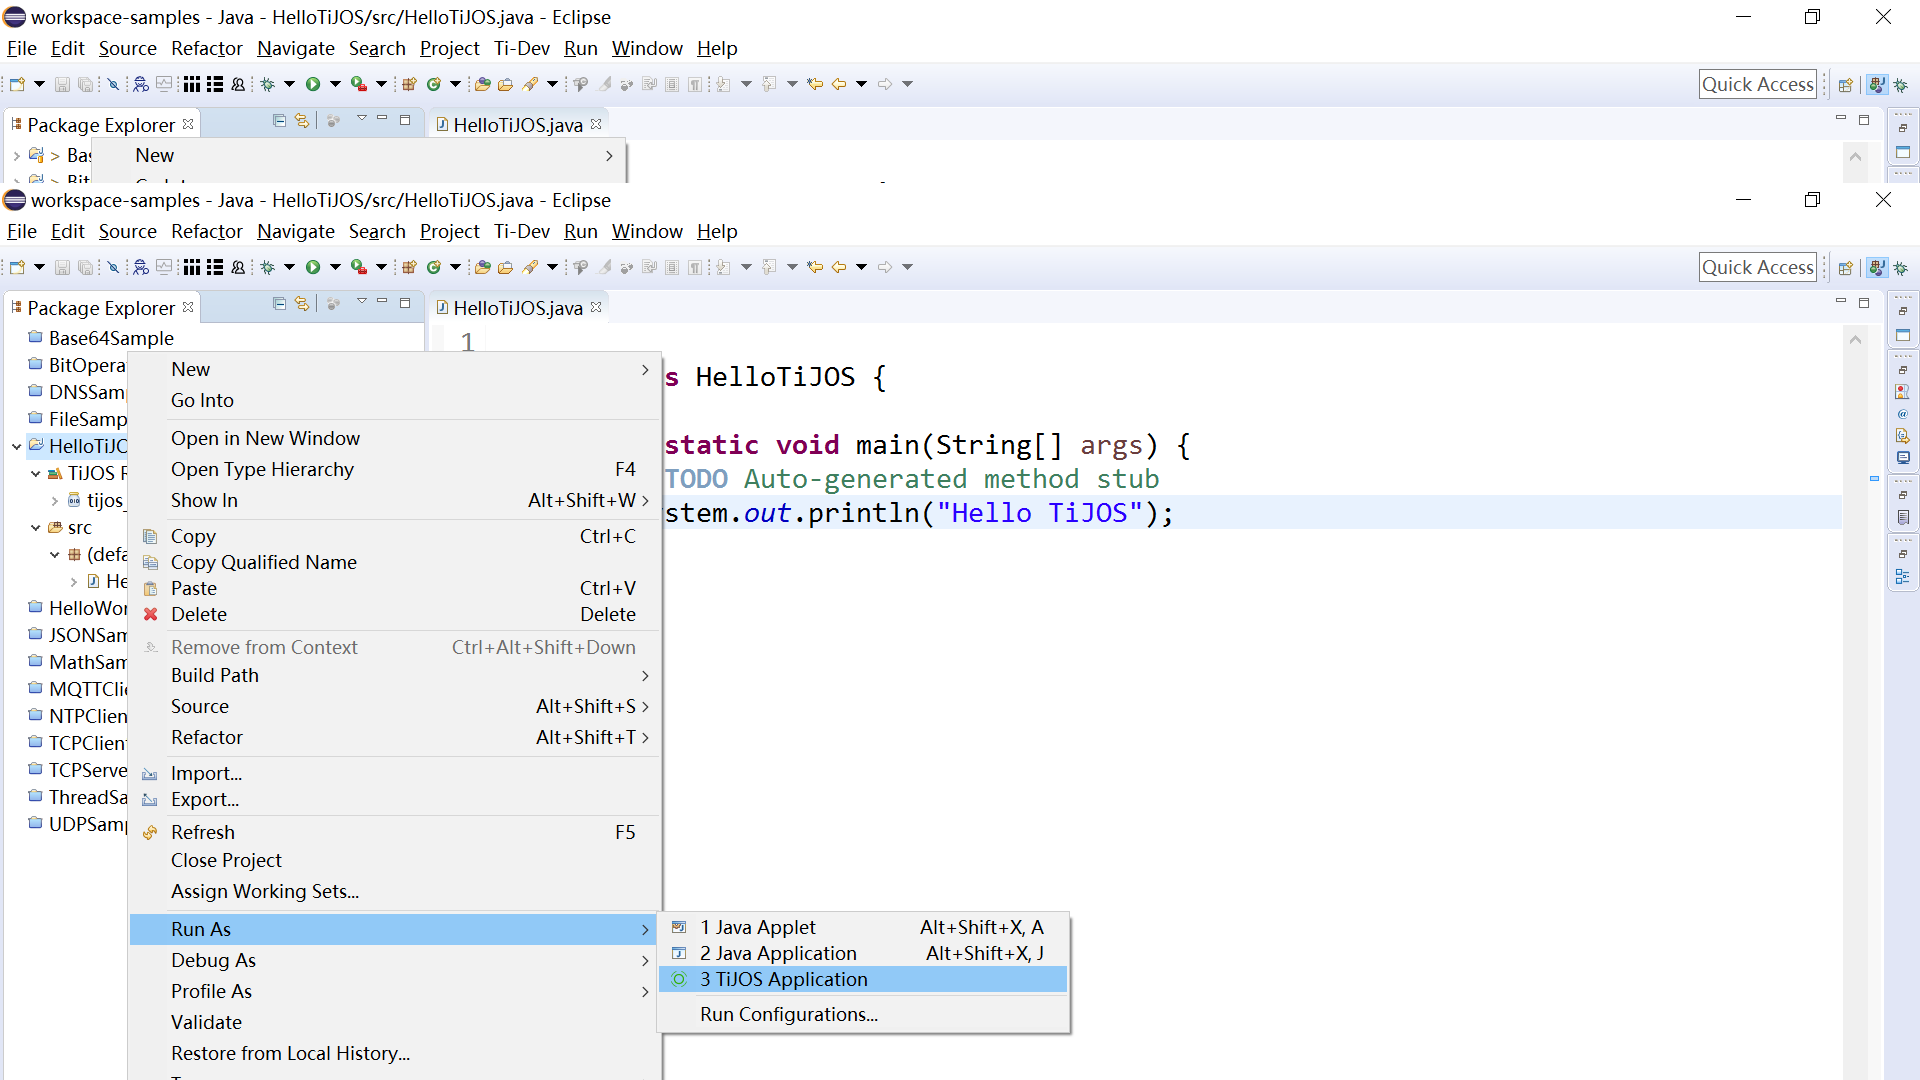 workspace-samples - Java - HelloTiJOS/src/HelloTiJOS.java - Eclipse
File Edit Source Refactor Navigate Search Project Ti-Dev Run Window Help
Quick Access
Package Explorer
HelloTiJOS.java
> Bas
New
workspace-samples - Java - HelloTiJOS/src/HelloTiJOS.java - Eclipse
File Edit Source Refactor Navigate Search Project Ti-Dev Run Window Help
Quick Access
Package Explorer
HelloTiJOS.java
Base64Sample
BitOpera
DNSSam
FileSamp
HelloTiJO
TiJOS R
tijos_
src
(defa
He
HelloWor
JSONSam
MathSam
MQTTClie
NTPClien
TCPClient
TCPServe
ThreadSa
UDPSamp
New
Go Into
Open in New Window
Open Type Hierarchy F4
Show In Alt+Shift+W
Copy Ctrl+C
Copy Qualified Name
Paste Ctrl+V
Delete Delete
Remove from Context Ctrl+Alt+Shift+Down
Build Path
Source Alt+Shift+S
Refactor Alt+Shift+T
Import...
Export...
Refresh F5
Close Project
Assign Working Sets...
Run As
Debug As
Profile As
Validate
Restore from Local History...
1 Java Applet Alt+Shift+X, A
2 Java Application Alt+Shift+X, J
3 TiJOS Application
Run Configurations...
1
s HelloTiJOS {
static void main(String[] args) {
TODO Auto-generated method stub
stem.out.println("Hello TiJOS");